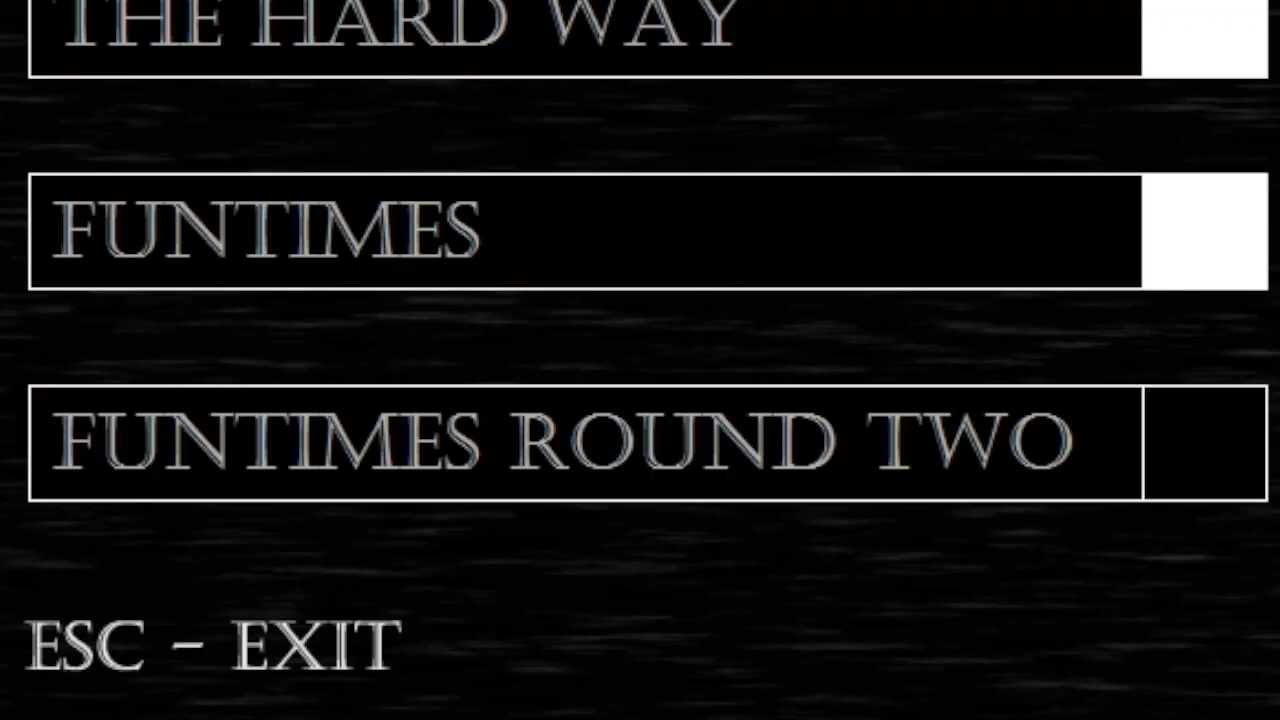 THE HARD WAY
FUNTIMES
FUNTIMES ROUND TWO
ESC - EXIT